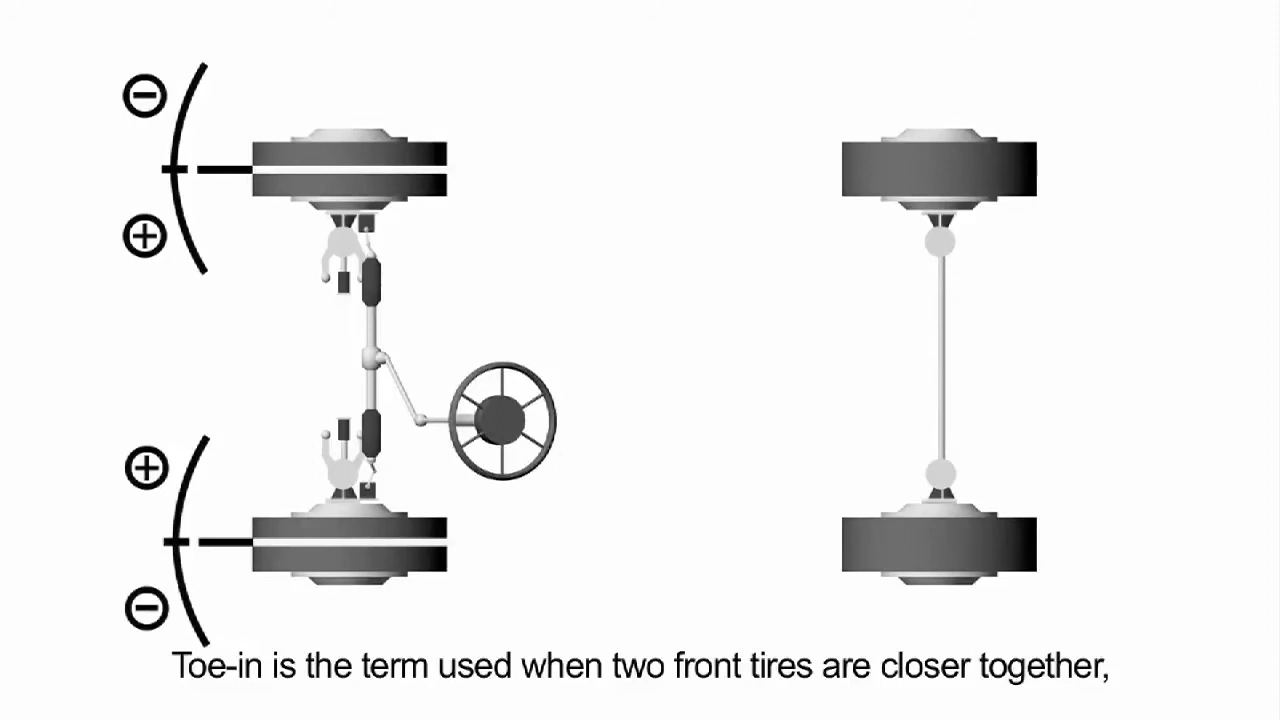 −
+
+
−
Toe-in is the term used when two front tires are closer together,